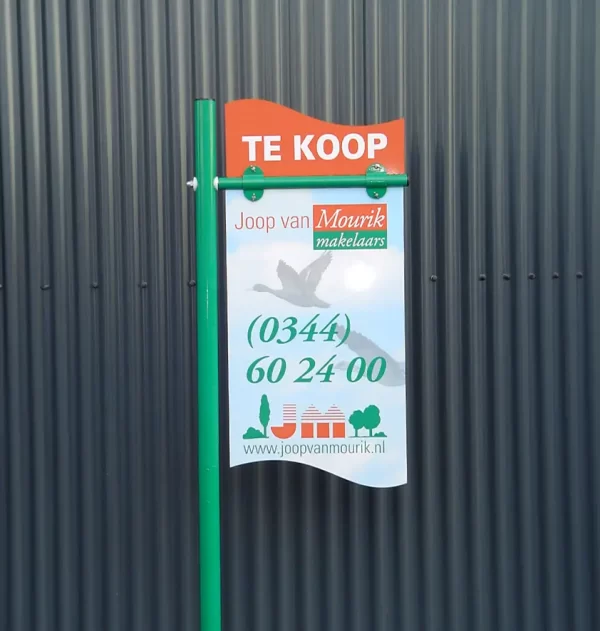 TE KOOP
Joop van Mourik
makelaars
(0344)
60 24 00
JM
www.joopvanmourik.nl